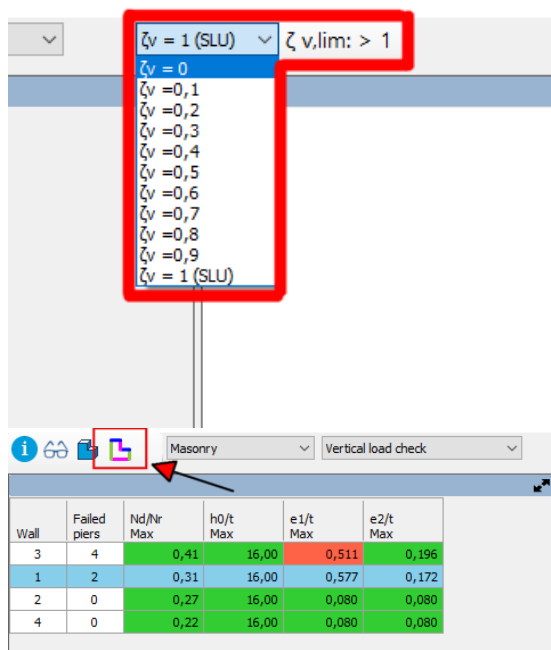 ζv = 1 (SLU) ζ v,lim: > 1
ζv = 0
ζv =0,1
ζv =0,2
ζv =0,3
ζv =0,4
ζv =0,5
ζv =0,6
ζv =0,7
ζv =0,8
ζv =0,9
ζv = 1 (SLU)
i Masonry Vertical load check
Wall Failed piers Nd/Nr Max h0/t Max e1/t Max e2/t Max
3 4 0,41 16,00 0,511 0,196
1 2 0,31 16,00 0,577 0,172
2 0 0,27 16,00 0,080 0,080
4 0 0,22 16,00 0,080 0,080